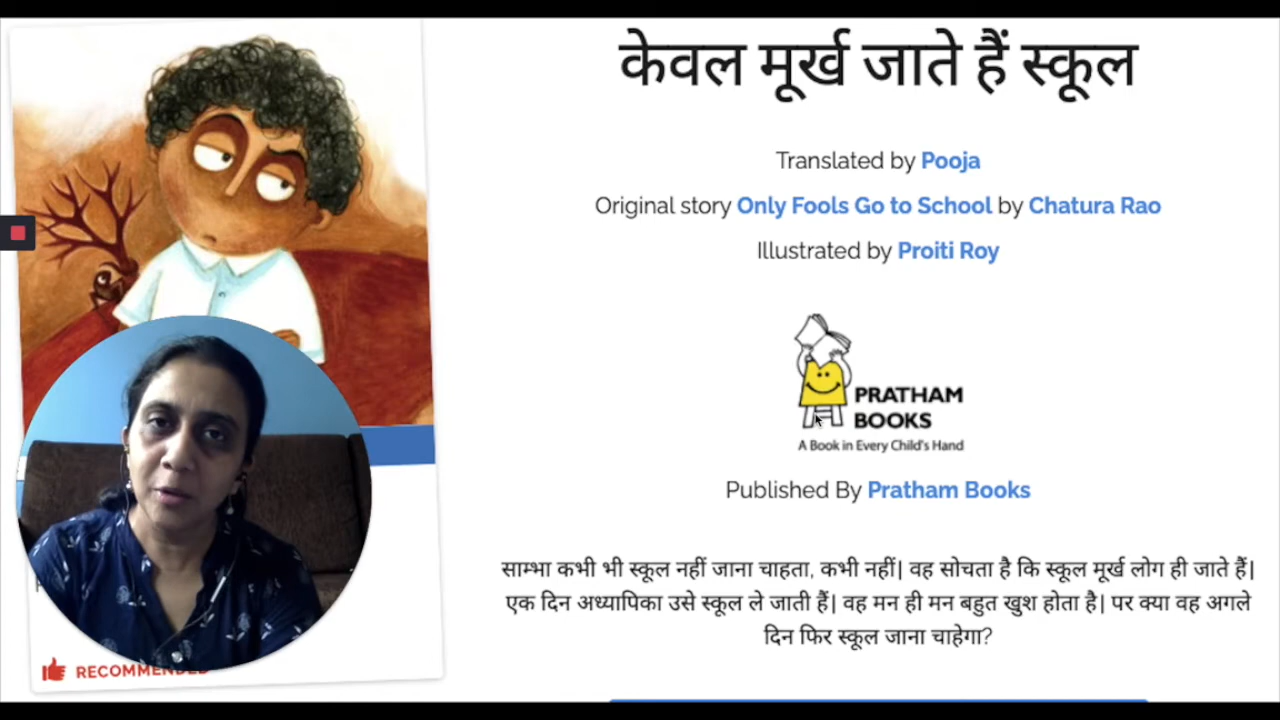 केवल मूर्ख जाते हैं स्कूल
Translated by Pooja
Original story Only Fools Go to School by Chatura Rao
Illustrated by Proiti Roy
PRATHAM
BOOKS
A Book in Every Child's Hand
Published By Pratham Books
साम्भा कभी भी स्कूल नहीं जाना चाहता, कभी नहीं| वह सोचता है कि स्कूल मूर्ख लोग ही जाते हैं|
एक दिन अध्यापिका उसे स्कूल ले जाती हैं| वह मन ही मन बहुत खुश होता है| पर क्या वह अगले
दिन फिर स्कूल जाना चाहेगा?
RECOMMENDED